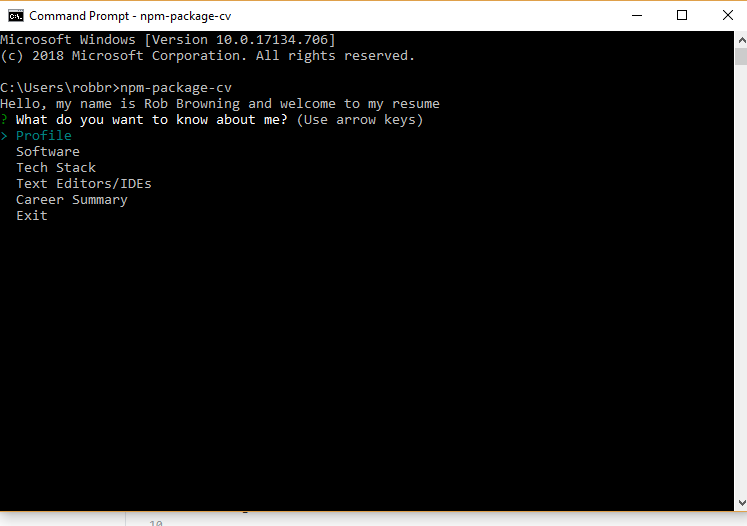 Command Prompt - npm-package-cv
Microsoft Windows [Version 10.0.17134.706]
(c) 2018 Microsoft Corporation. All rights reserved.
C:\Users\robbr>npm-package-cv
Hello, my name is Rob Browning and welcome to my resume
? What do you want to know about me? (Use arrow keys)
> Profile
Software
Tech Stack
Text Editors/IDEs
Career Summary
Exit
10